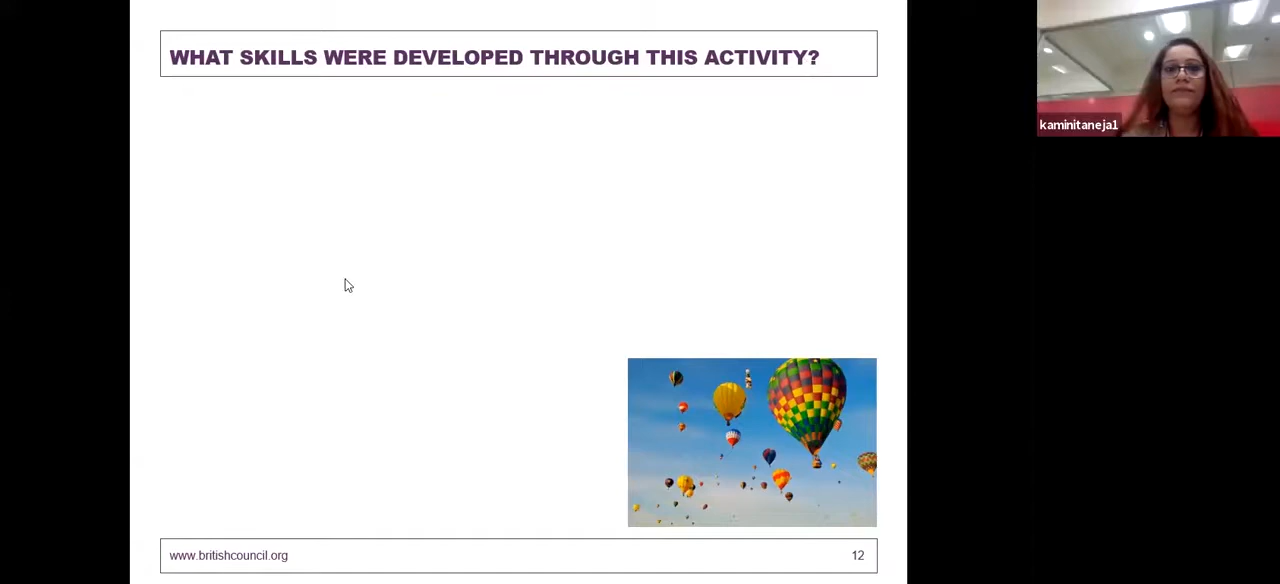 WHAT SKILLS WERE DEVELOPED THROUGH THIS ACTIVITY?
kaminitaneja1
www.britishcouncil.org
12